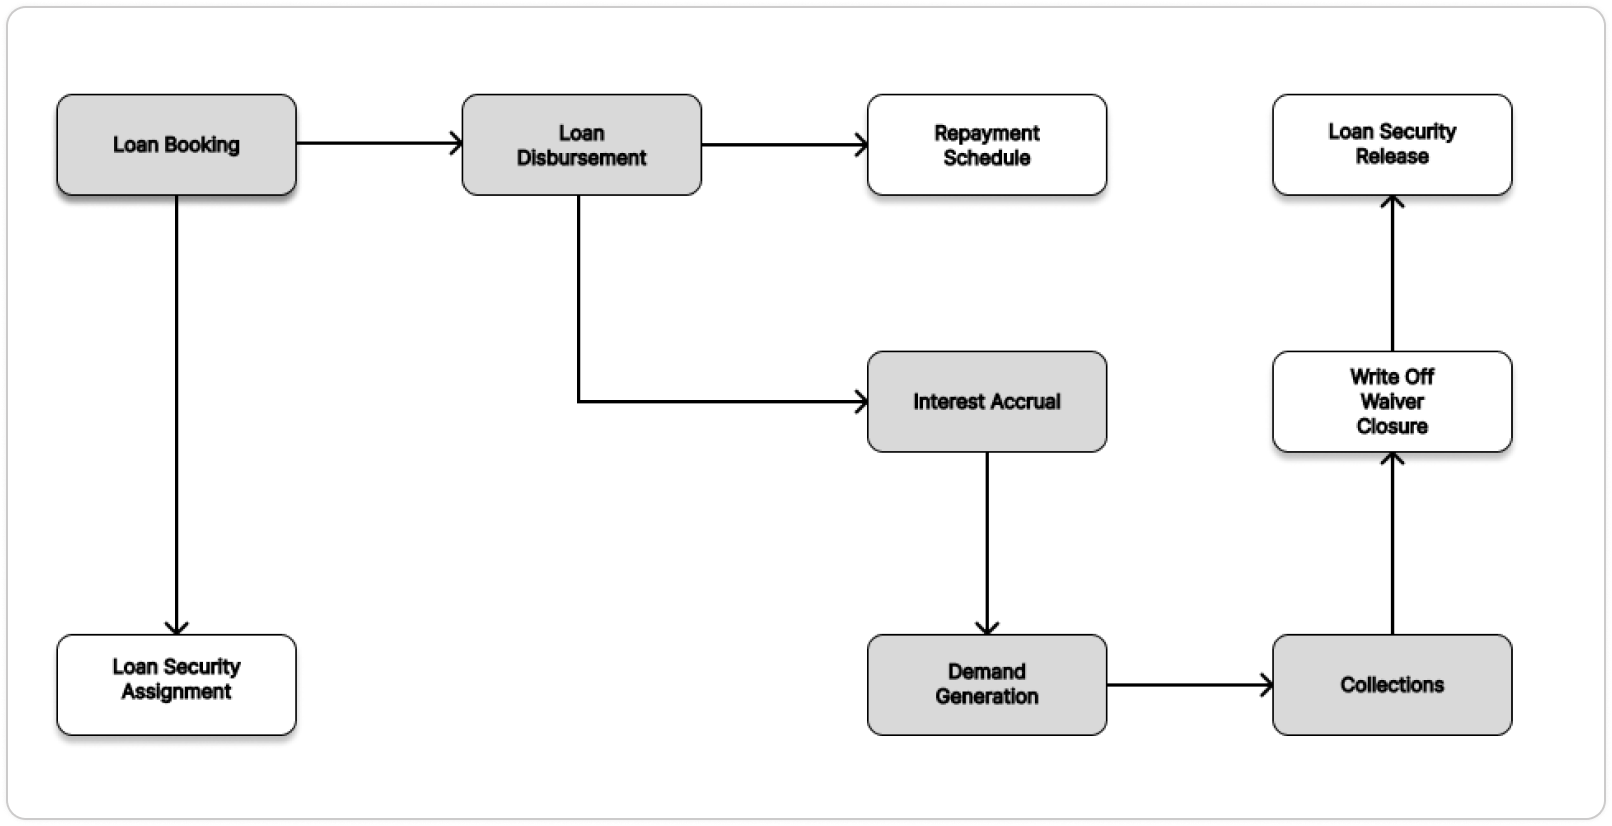 Loan Booking
Loan
Disbursement
Repayment
Schedule
Loan Security
Release
Interest Accrual
Write Off
Waiver
Closure
Loan Security
Assignment
Demand
Generation
Collections